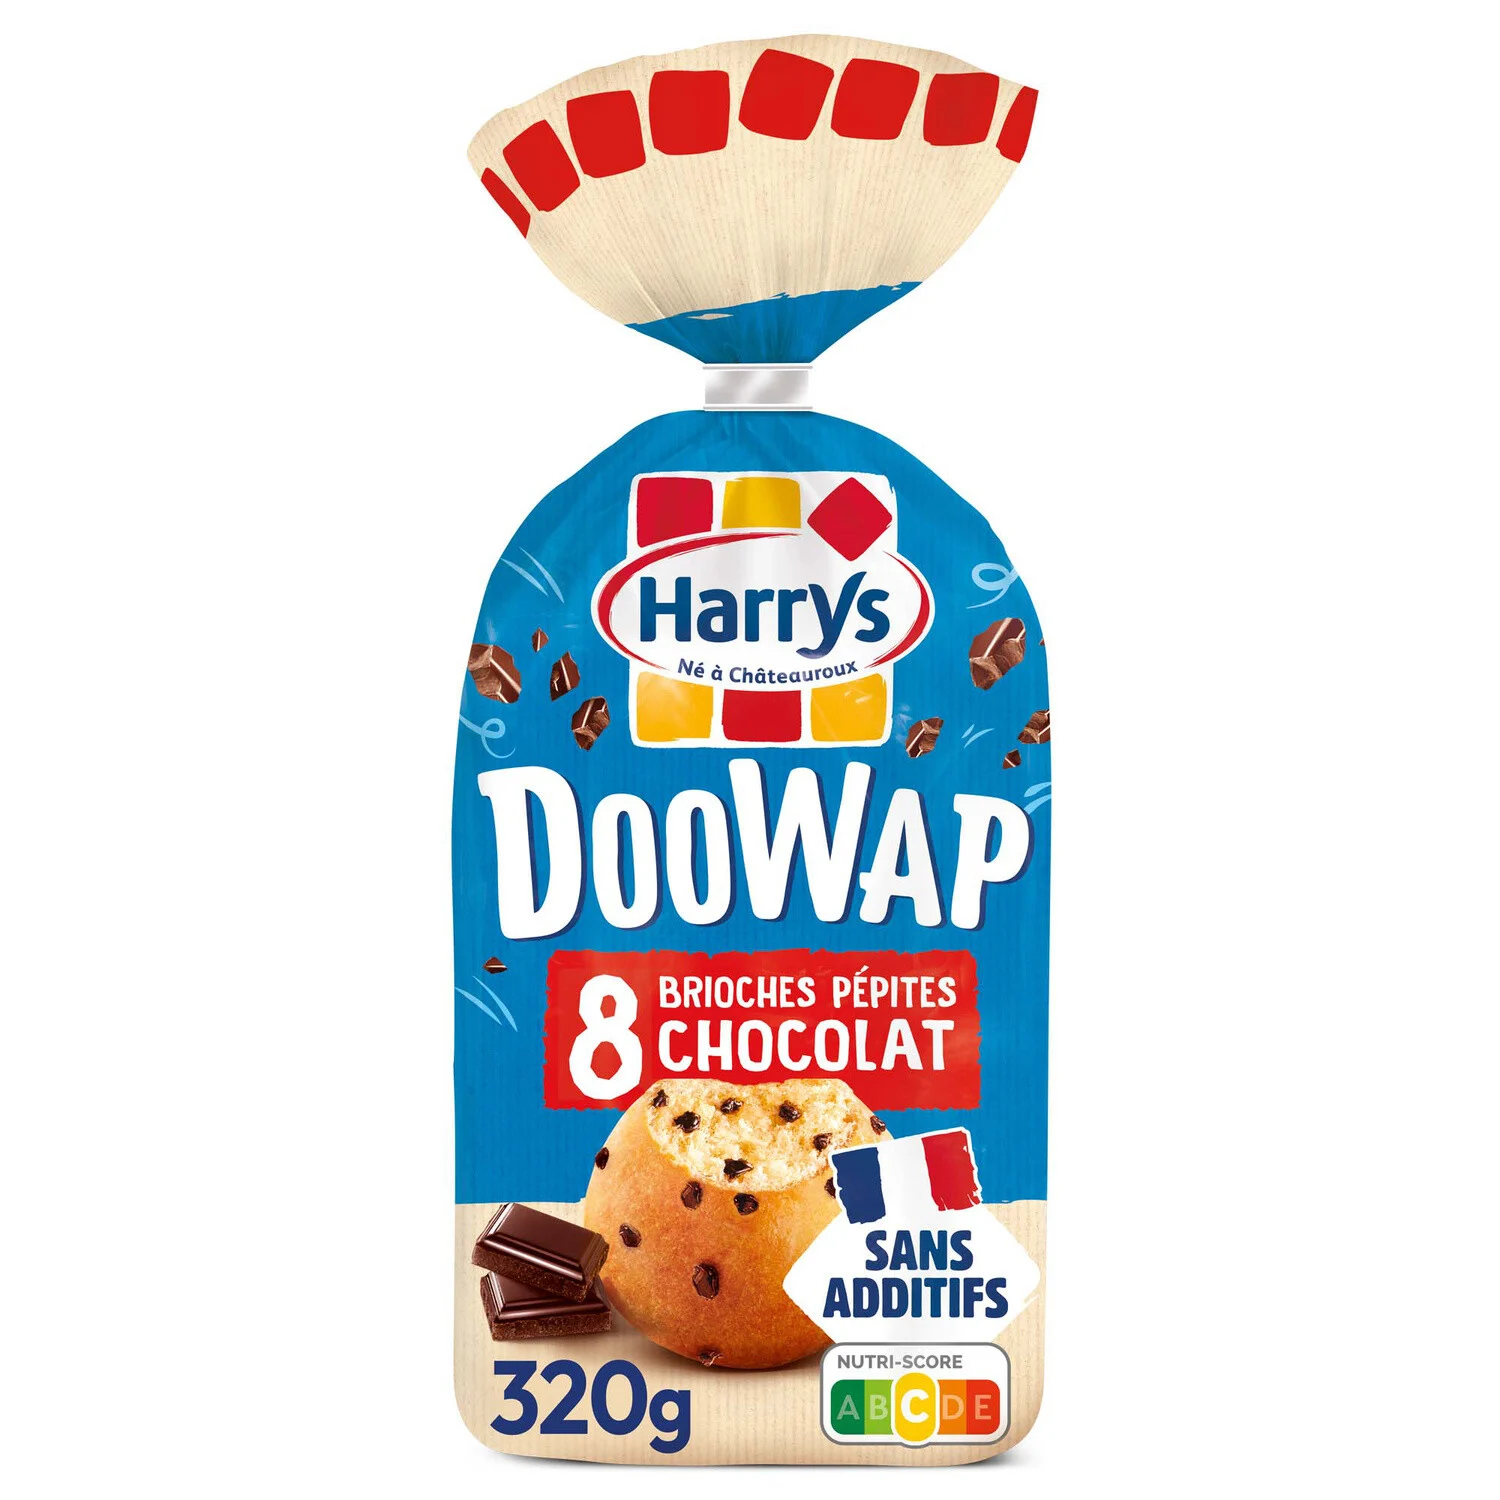 Harrys
Né à Châteauroux
DOOWAP
8 BRIOCHES PÉPITES
CHOCOLAT
SANS
ADDITIFS
320g
NUTRI-SCORE
A B C D E